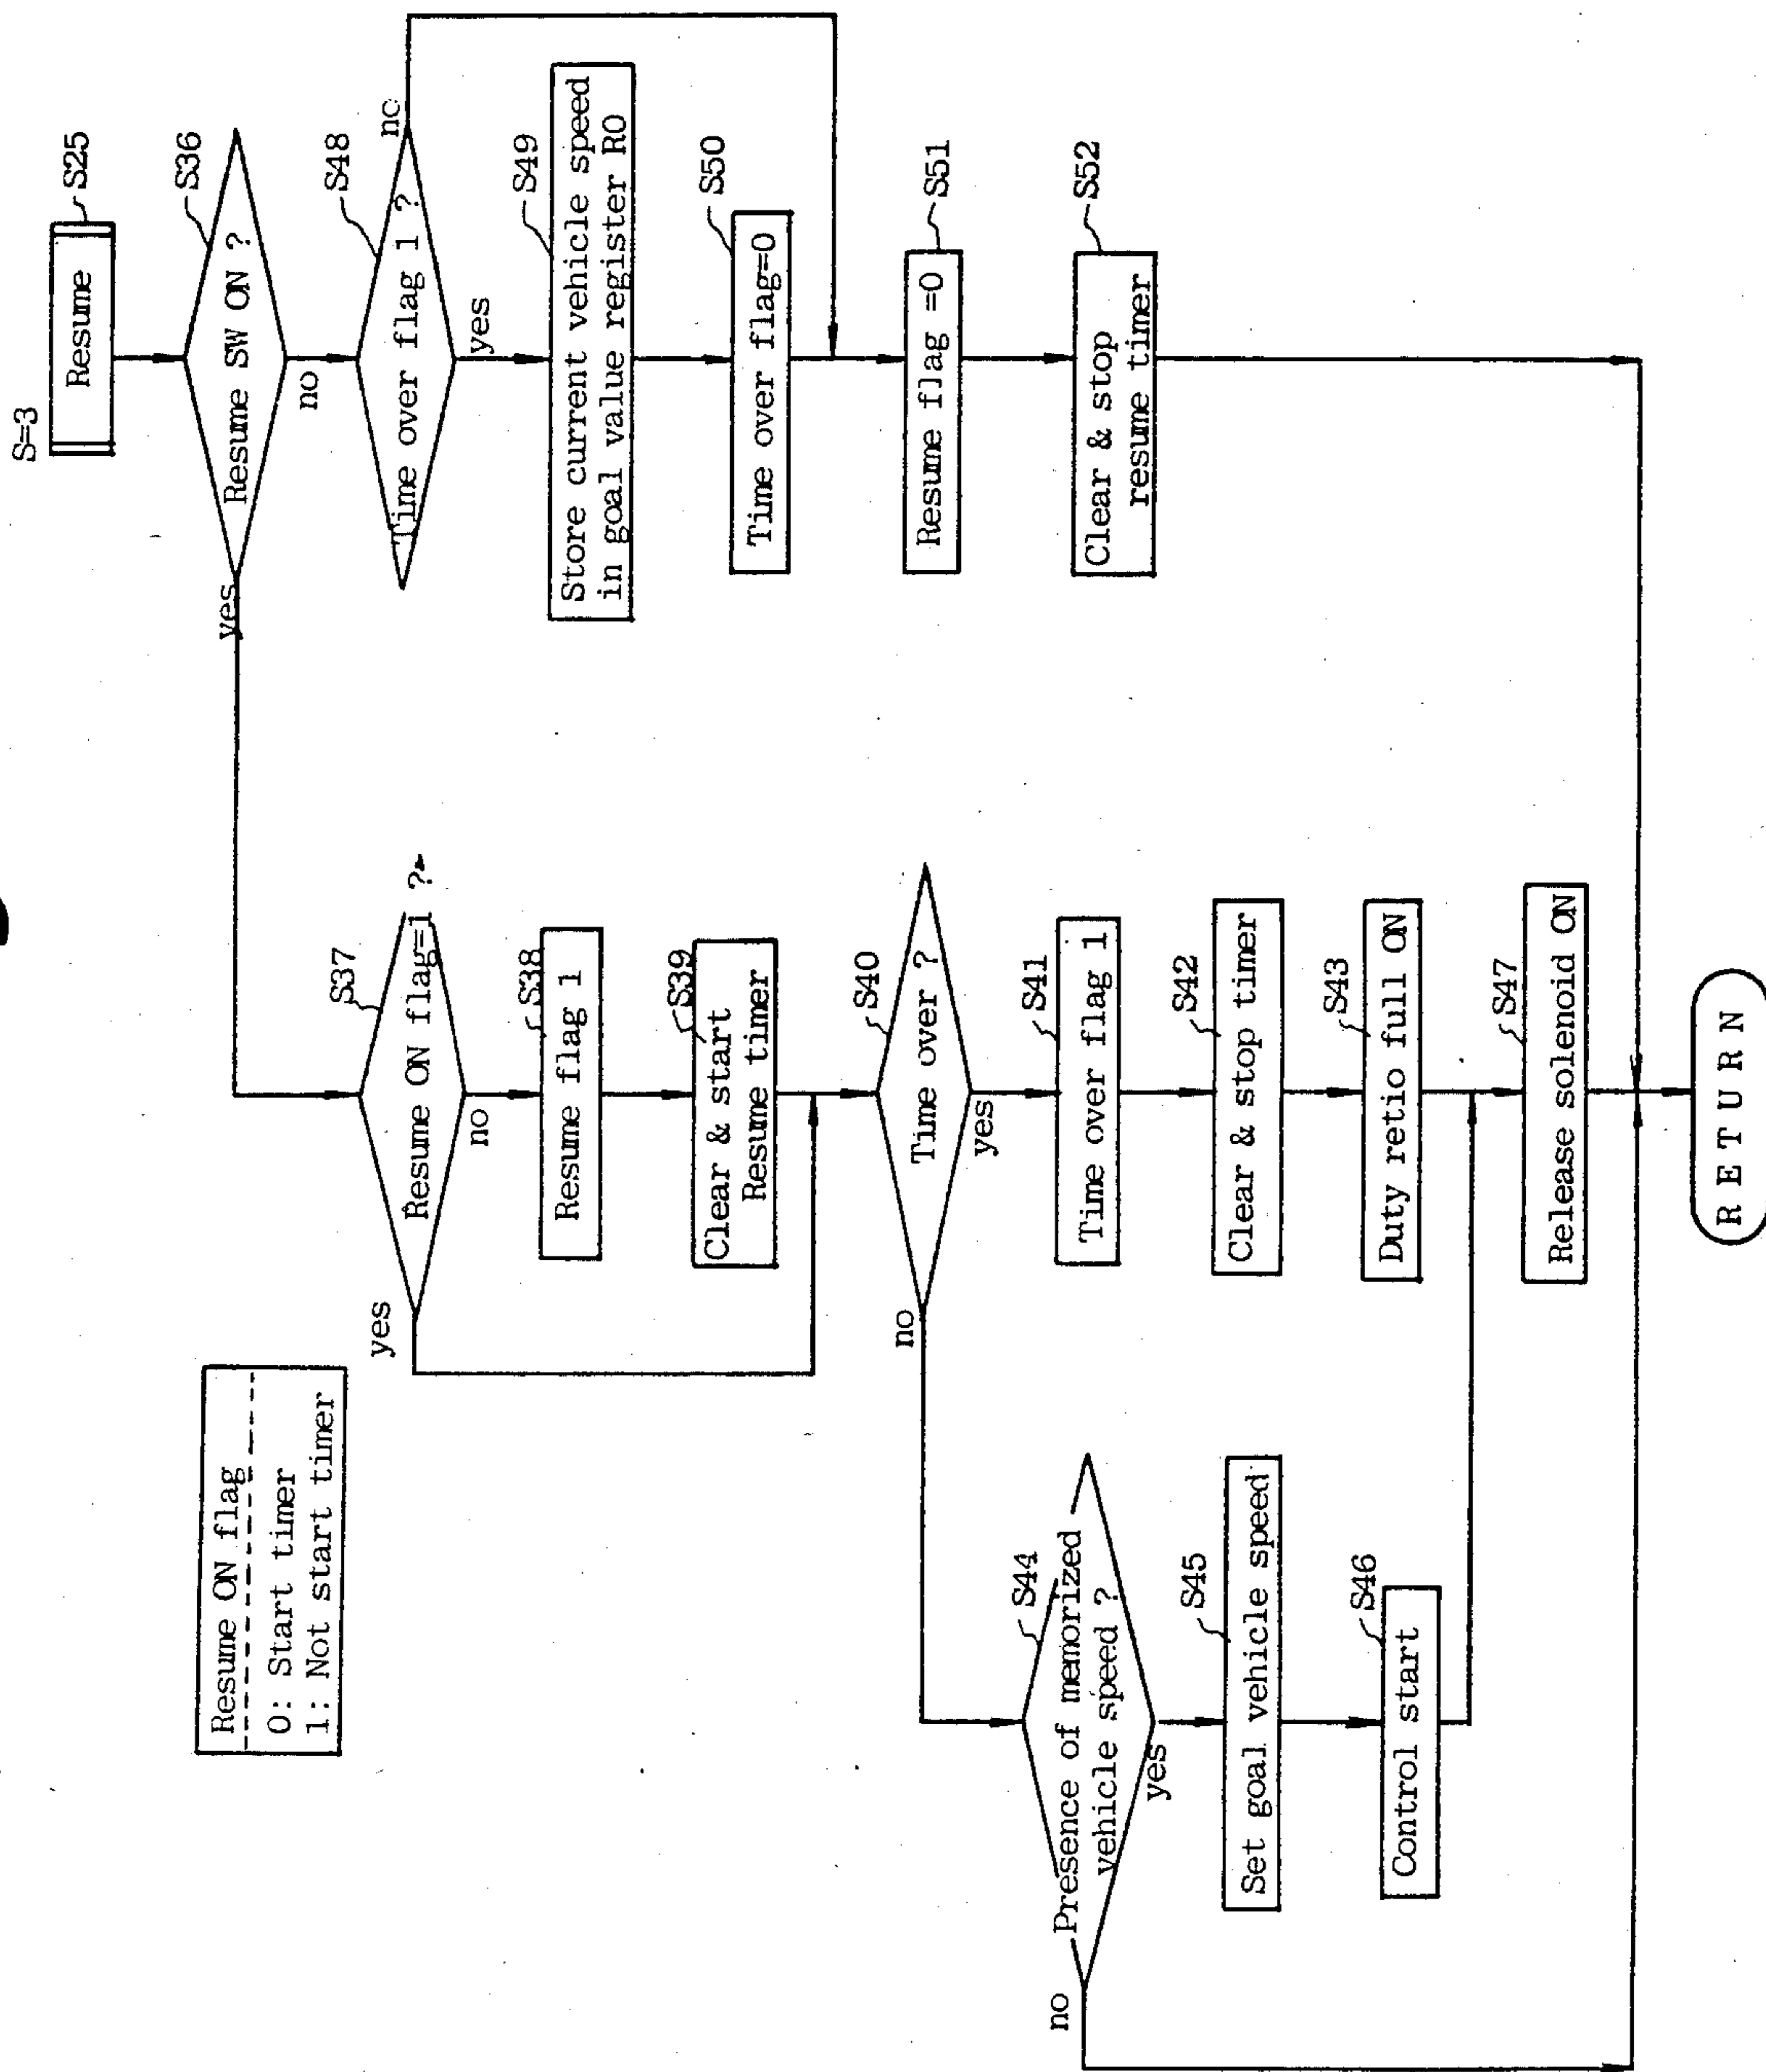 S=3
Resume
S25
Resume SW ON ?
S36
yes
no
Time over flag 1 ?
S48
no
yes
Store current vehicle speed
in goal value register R0
S49
Time over flag=0
S50
Resume flag =0
S51
Clear & stop
resume timer
S52
Resume ON flag
0: Start timer
1: Not start timer
Resume ON flag=1 ?
S37
yes
no
Resume flag 1
S38
Clear & start
Resume timer
S39
Time over ?
S40
no
yes
Time over flag 1
S41
Clear & stop timer
S42
Duty retio full ON
S43
Presence of memorized
vehicle speed ?
S44
no
yes
Set goal vehicle speed
S45
Control start
S46
Release solenoid ON
S47
RETURN